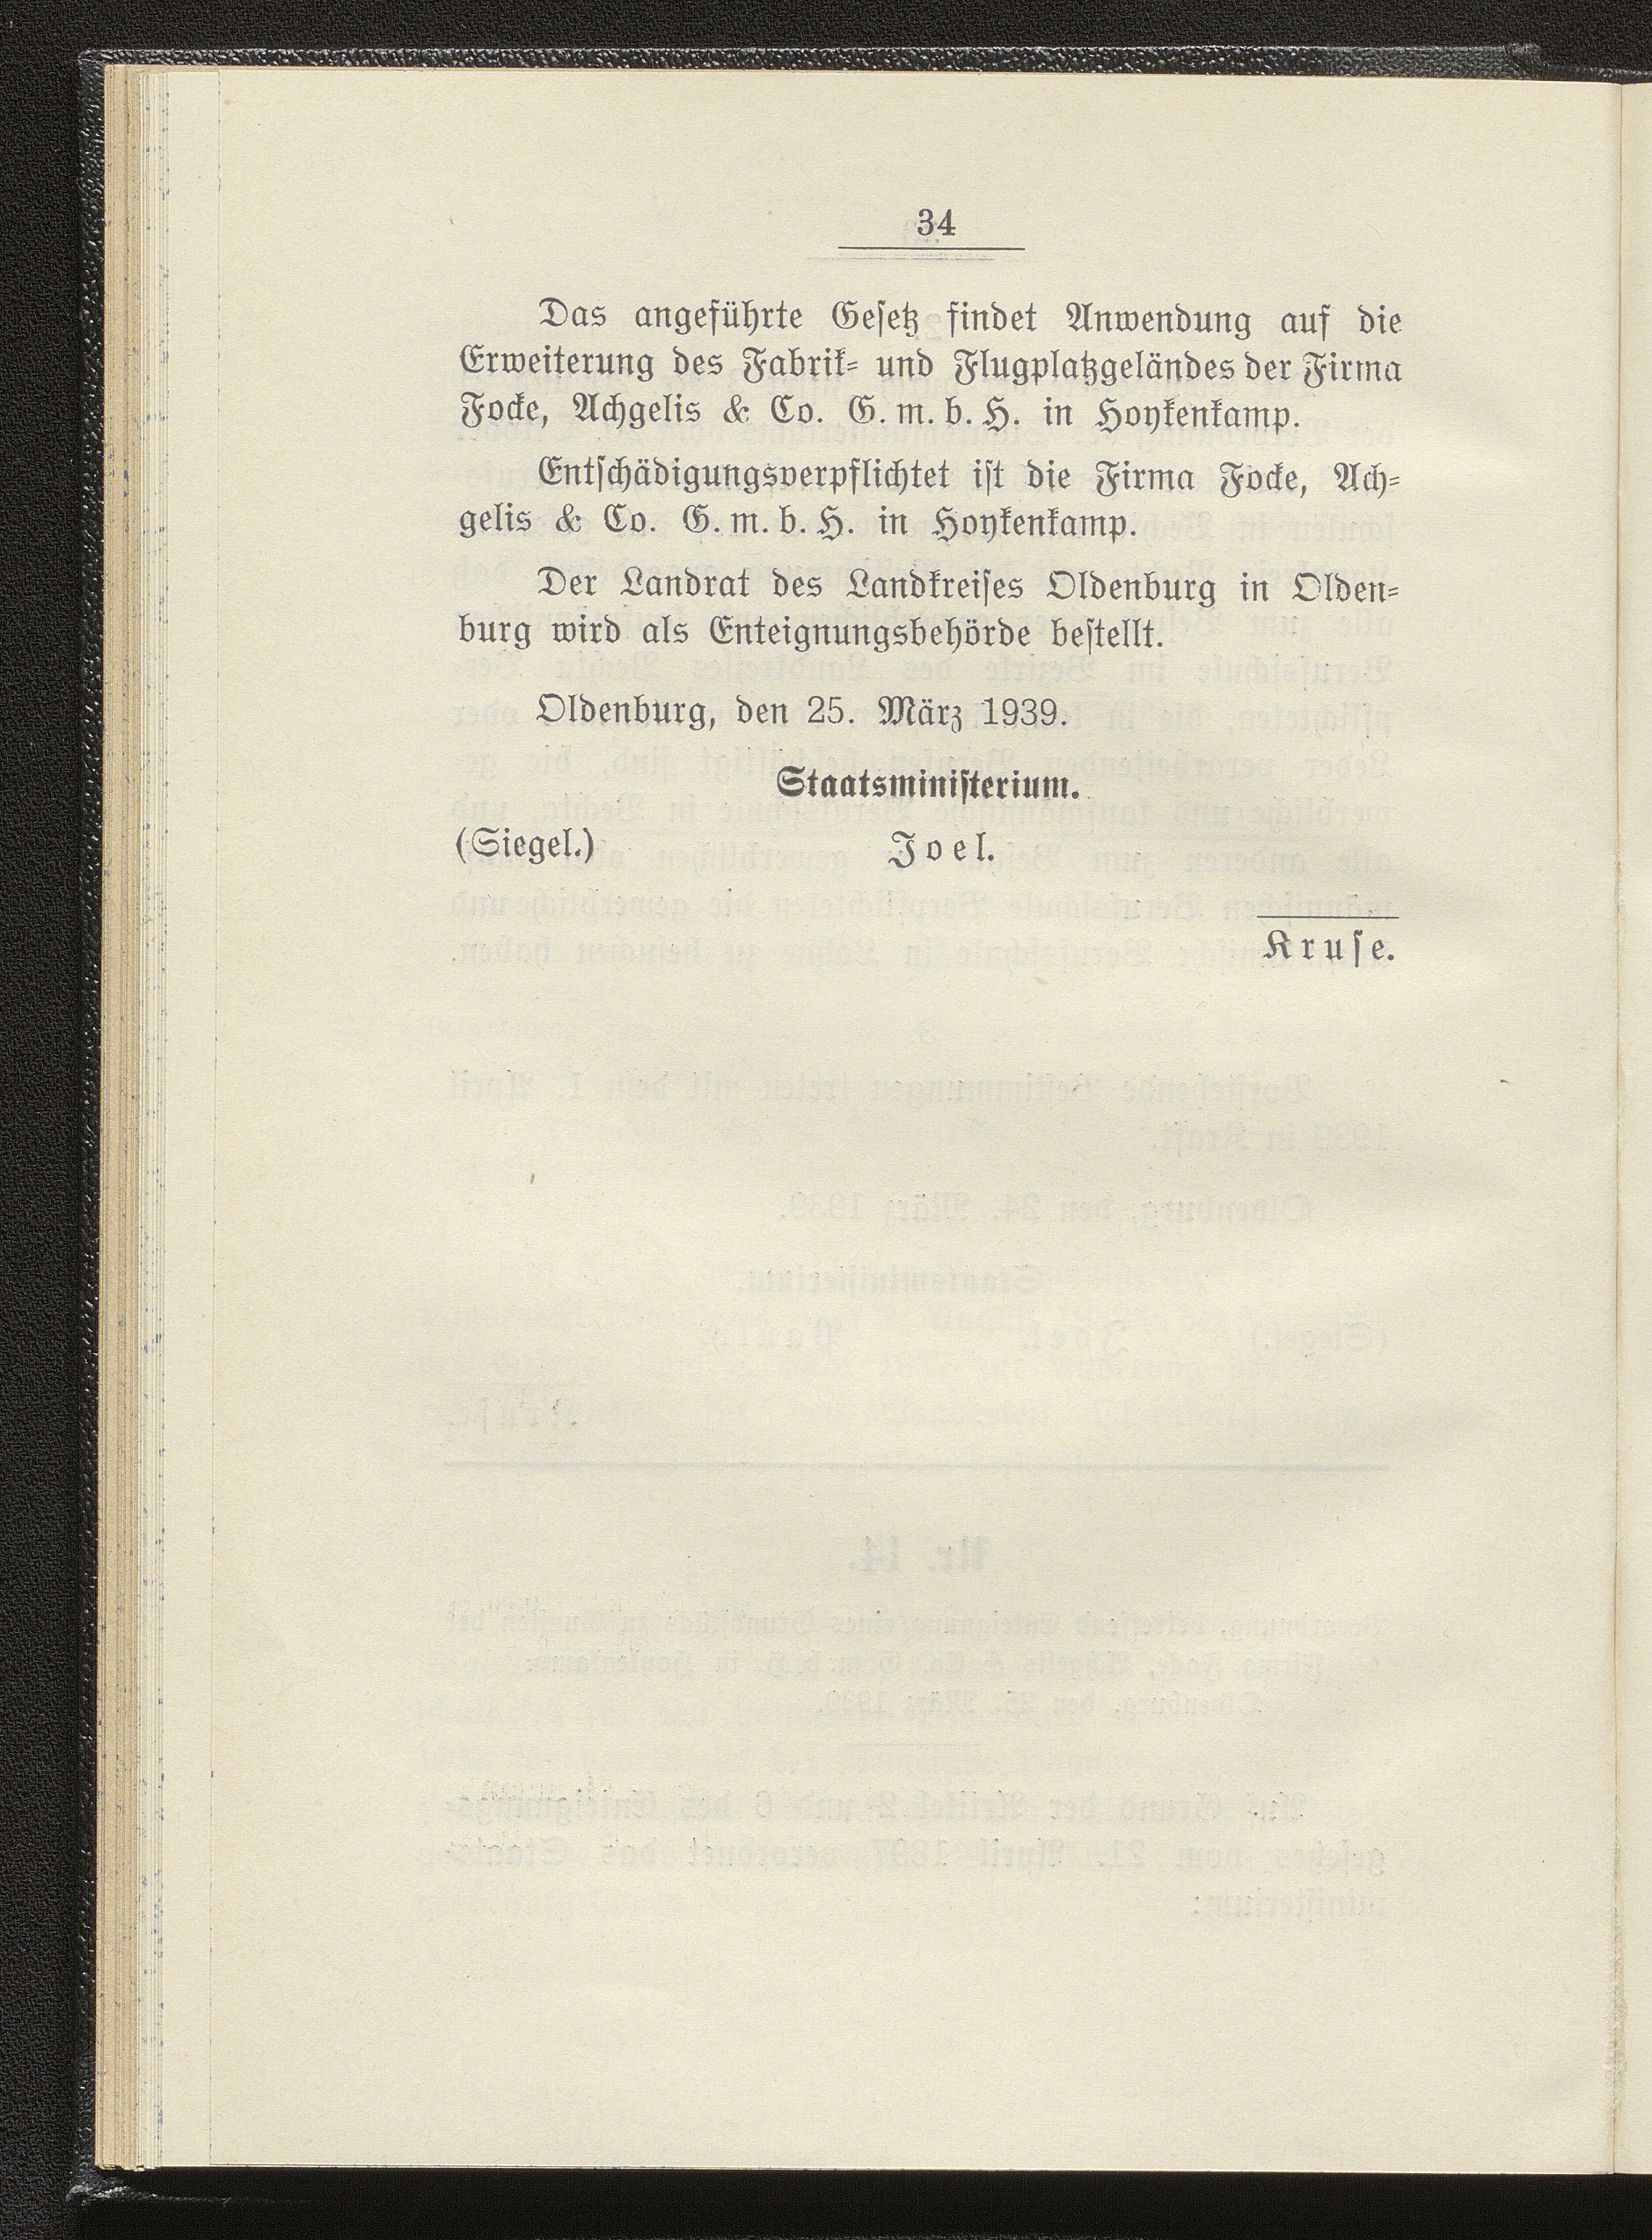 34
Das angeführte Gesetz findet Anwendung auf die
Erweiterung des Fabrik- und Flugplatzgeländes der Firma
Focke, Achgelis & Co. G. m. b. H. in Hoykenkamp.
Entschädigungsverpflichtet ist die Firma Focke, Ach-
gelis & Co. G. m. b. H. in Hoykenkamp.
Der Landrat des Landkreises Oldenburg in Olden-
burg wird als Enteignungsbehörde bestellt.
Oldenburg, den 25. März 1939.
Staatsministerium.
(Siegel.) Joel.
Kruse.